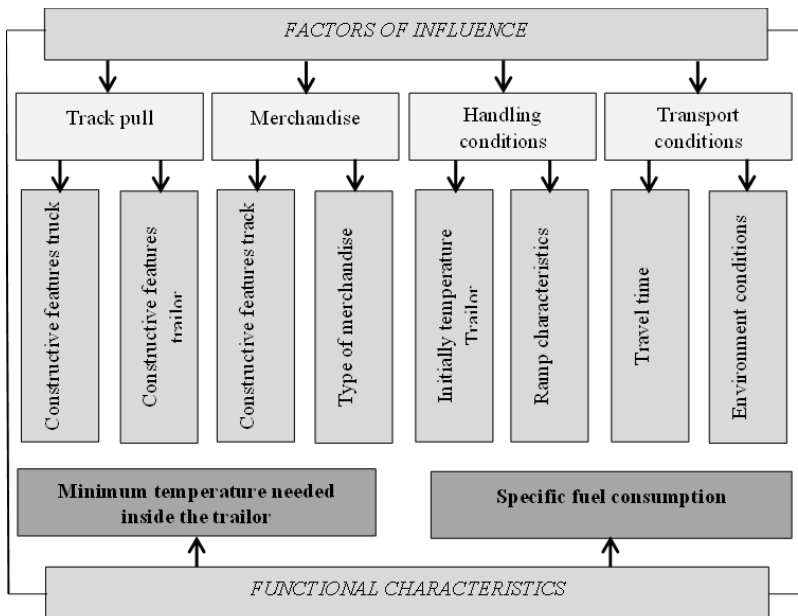 FACTORS OF INFLUENCE
Track pull
Merchandise
Handling
conditions
Transport
conditions
Constructive features truck
Constructive features
trailor
Constructive features track
Type of merchandise
Initially temperature
Trailor
Ramp characteristics
Travel time
Environment conditions
Minimum temperature needed
inside the trailor
Specific fuel consumption
FUNCTIONAL CHARACTERISTICS